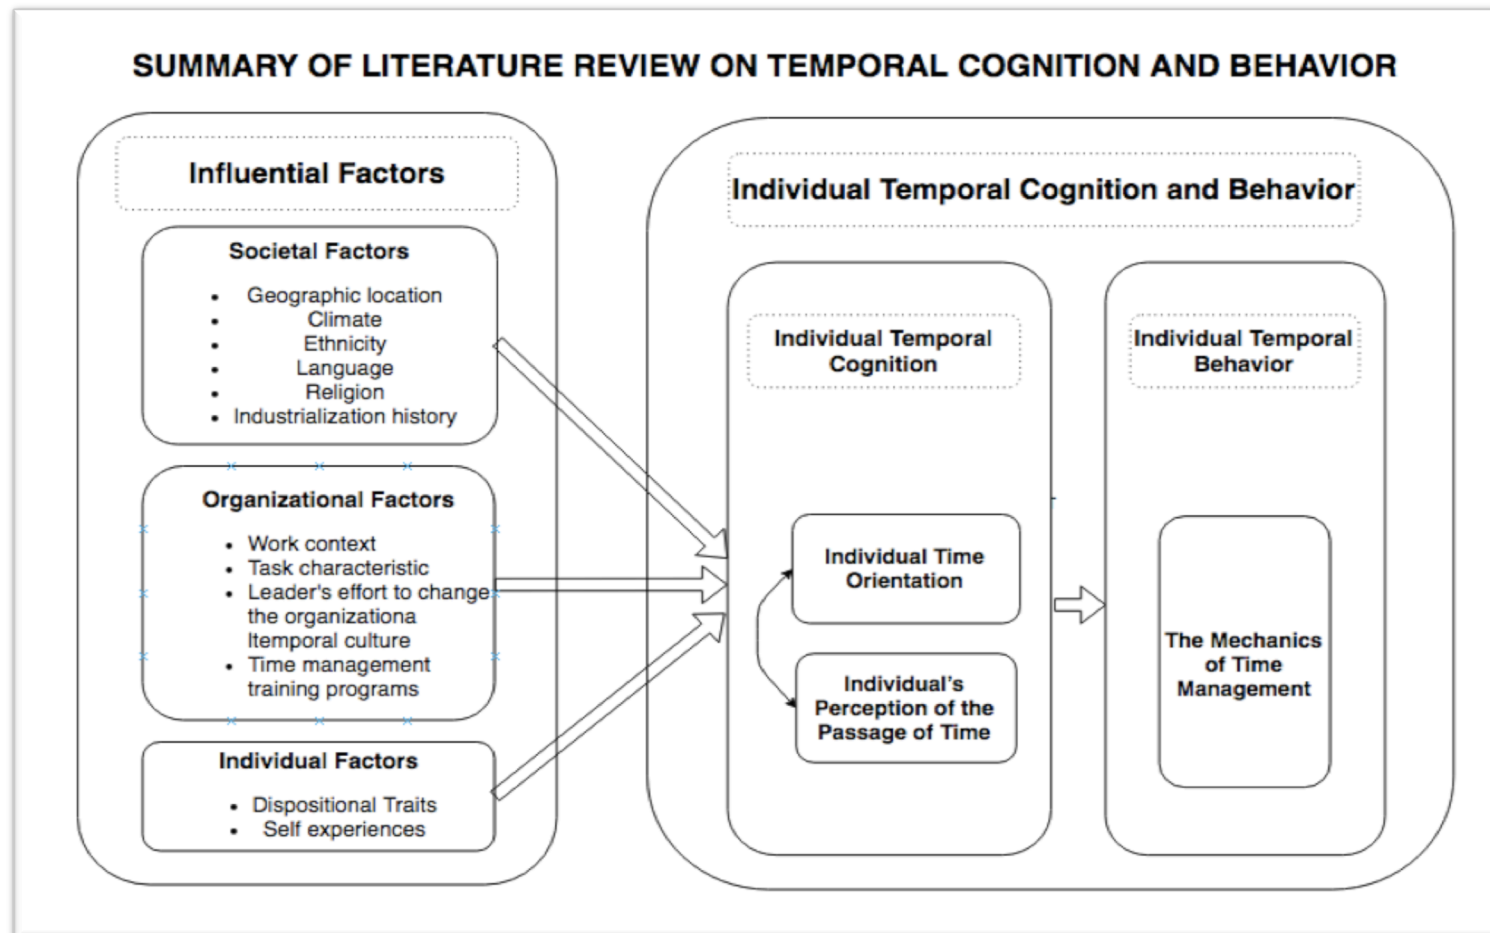 SUMMARY OF LITERATURE REVIEW ON TEMPORAL COGNITION AND BEHAVIOR
Influential Factors
Societal Factors
• Geographic location
• Climate
• Ethnicity
• Language
• Religion
• Industrialization history
Organizational Factors
• Work context
• Task characteristic
• Leader's effort to change
the organizationa
ltemporal culture
• Time management
training programs
Individual Factors
• Dispositional Traits
• Self experiences
Individual Temporal Cognition and Behavior
Individual Temporal
Cognition
Individual Time
Orientation
Individual’s
Perception of the
Passage of Time
Individual Temporal
Behavior
The Mechanics
of Time
Management